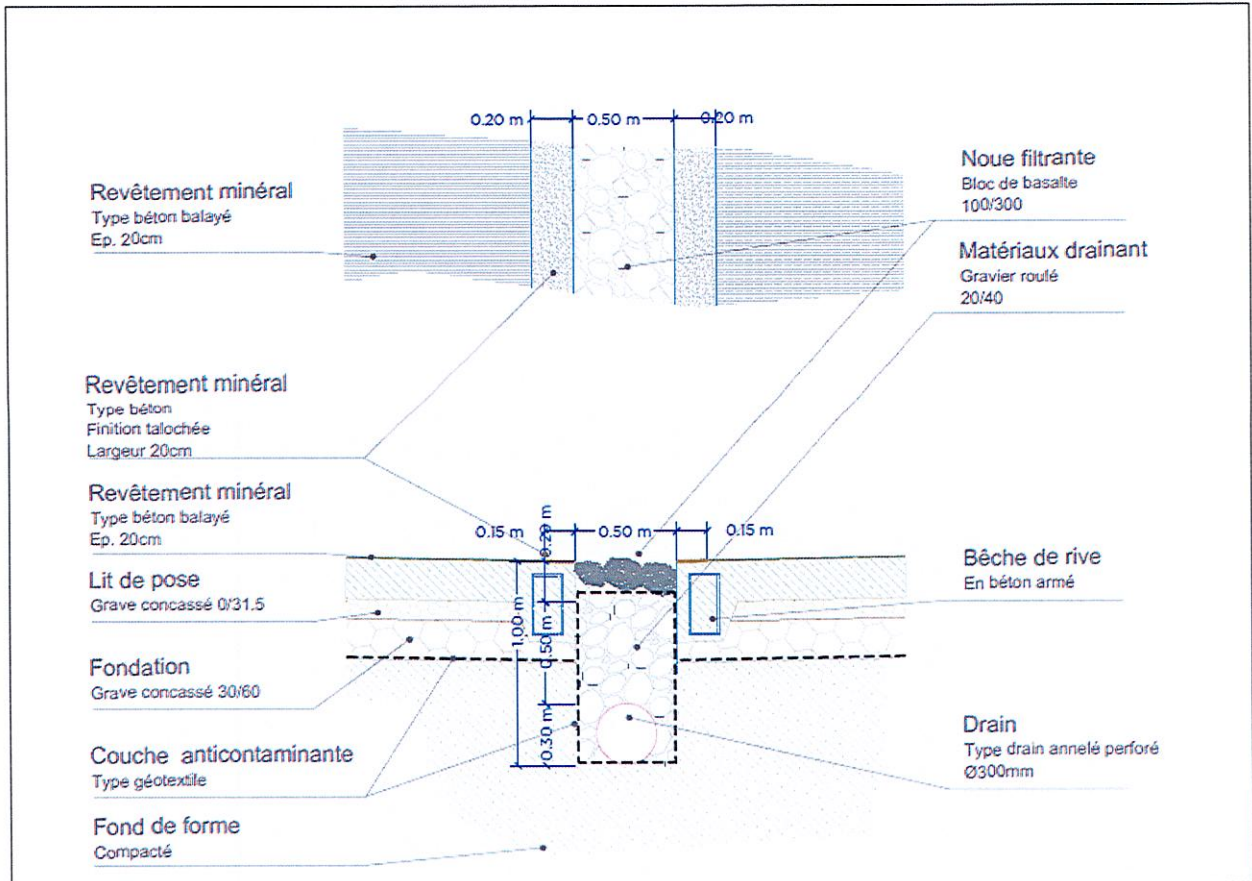 0.20 m
0.50 m
0.20 m
Revêtement minéral
Type béton balayé
Ep. 20cm
Noue filtrante
Bloc de basalte
100/300
Matériaux drainant
Gravier roulé
20/40
Revêtement minéral
Type béton
Finition talochée
Largeur 20cm
Revêtement minéral
Type béton balayé
Ep. 20cm
0.15 m
0.50 m
0.15 m
0.20 m
1.00 m
0.50 m
0.30 m
Lit de pose
Grave concassé 0/31.5
Bêche de rive
En béton armé
Fondation
Grave concassé 30/60
Couche anticontaminante
Type géotextile
Drain
Type drain annelé perforé
Ø300mm
Fond de forme
Compacté